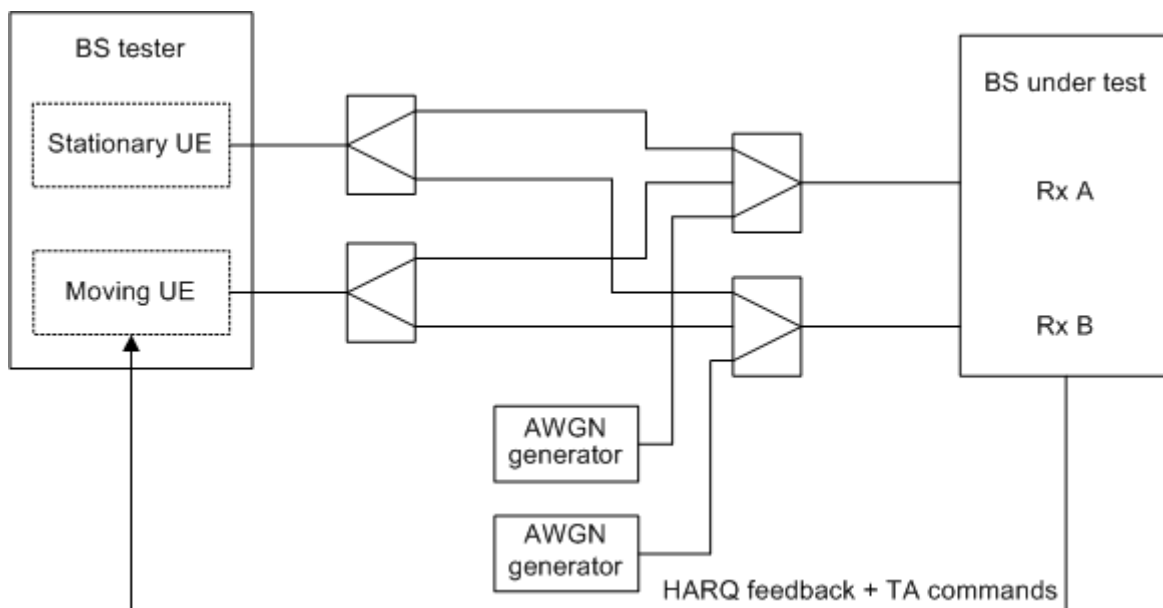 BS tester
Stationary UE
Moving UE
BS under test
Rx A
Rx B
AWGN
generator
AWGN
generator
HARQ feedback + TA commands